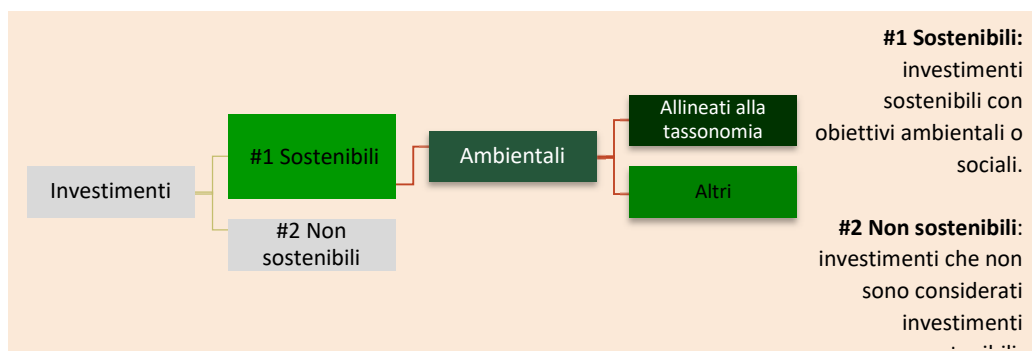 Investimenti
#1 Sostenibili
#2 Non
sostenibili
Ambientali
Allineati alla
tassonomia
Altri
#1 Sostenibili:
investimenti
sostenibili con
obiettivi ambientali o
sociali.
#2 Non sostenibili:
investimenti che non
sono considerati
investimenti